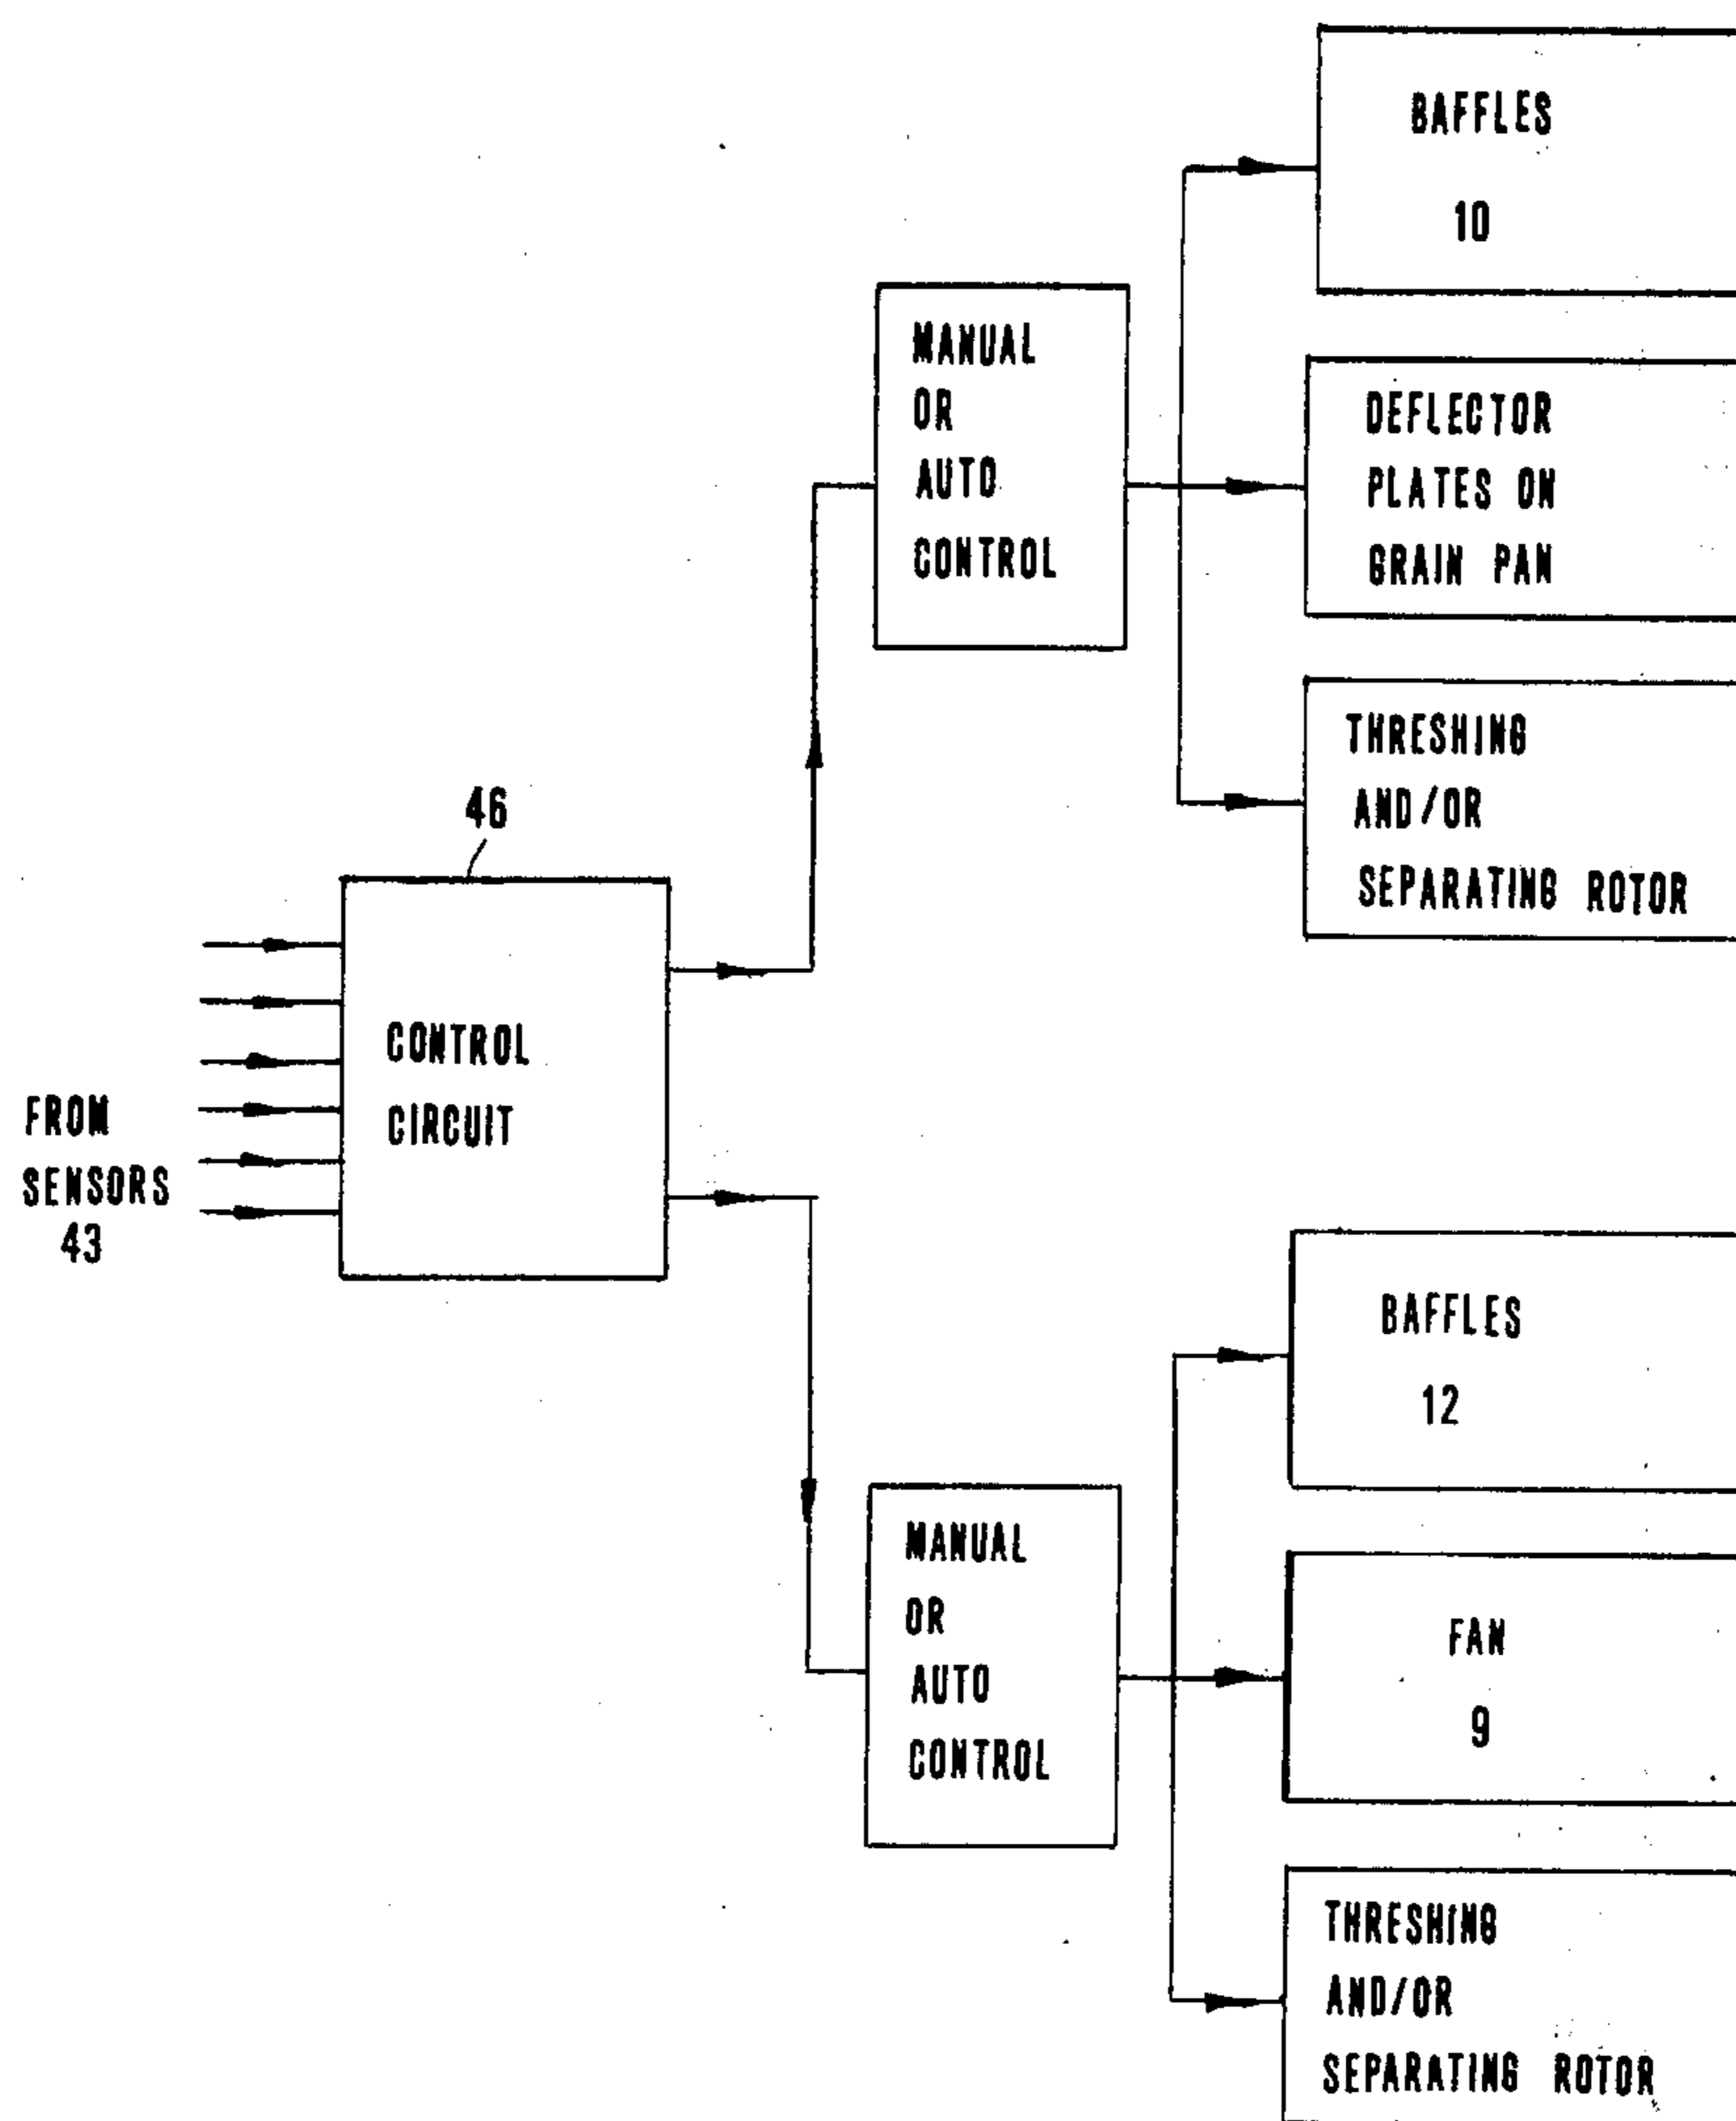 BAFFLES
10
MANUAL
OR
AUTO
CONTROL
DEFLECTOR
PLATES ON
GRAIN PAN
THRESHING
AND/OR
SEPARATING ROTOR
46
CONTROL
CIRCUIT
FROM
SENSORS
43
BAFFLES
12
MANUAL
OR
AUTO
CONTROL
FAN
9
THRESHING
AND/OR
SEPARATING ROTOR